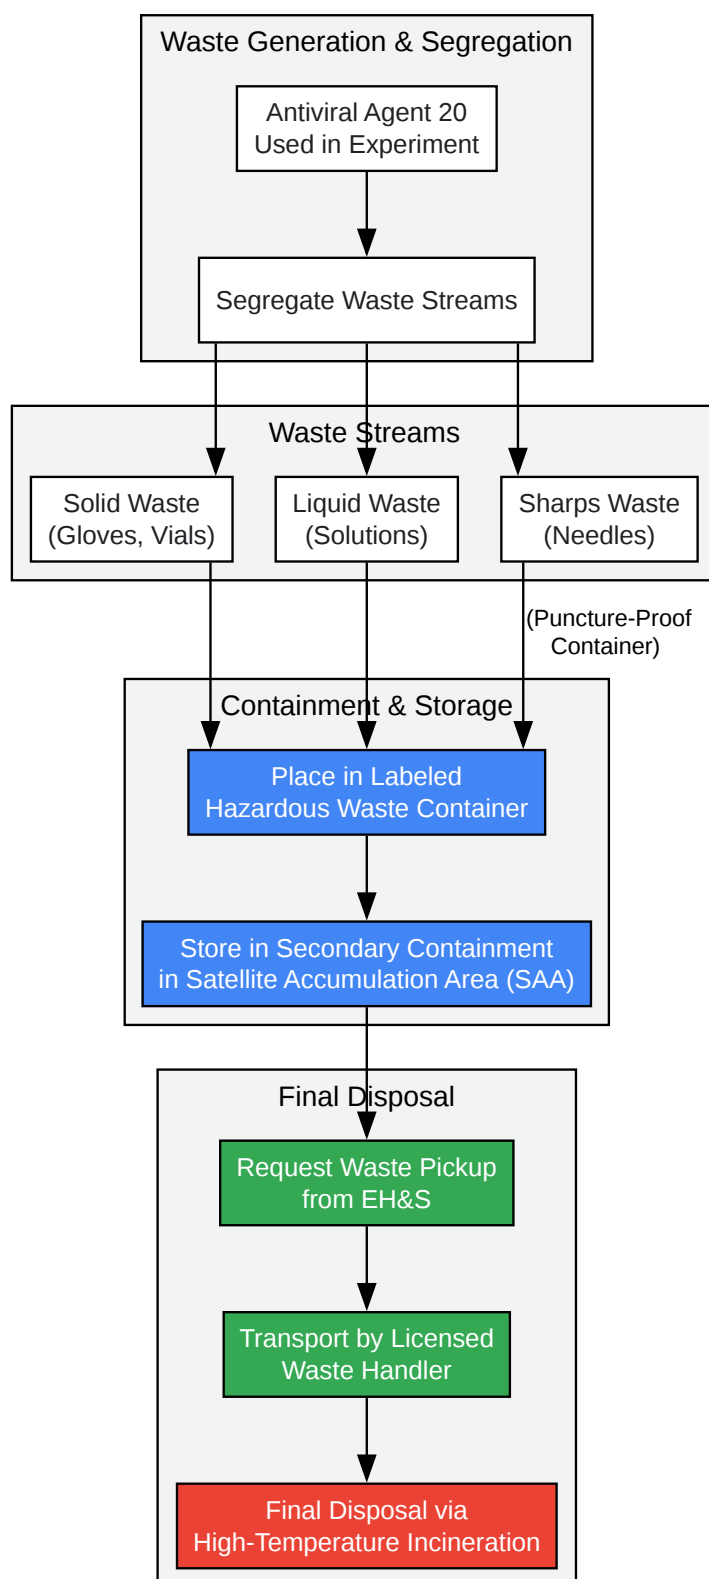 Waste Generation & Segregation
Antiviral Agent 20
Used in Experiment
Segregate Waste Streams
Waste Streams
Solid Waste
(Gloves, Vials)
Liquid Waste
(Solutions)
Sharps Waste
(Needles)
(Puncture-Proof
Container)
Containment & Storage
Place in Labeled
Hazardous Waste Container
Store in Secondary Containment
in Satellite Accumulation Area (SAA)
Final Disposal
Request Waste Pickup
from EH&S
Transport by Licensed
Waste Handler
Final Disposal via
High-Temperature Incineration